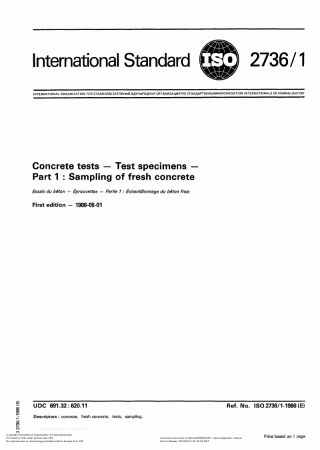 International Standard ISO 2736/1
INTERNATIONAL ORGANIZATION FOR STANDARDIZATION•МЕЖДУНАРОДНАЯ ОРГАНИЗАЦИЯ ПО СТАНДАРТИЗАЦИИ•ORGANISATION INTERNATIONALE DE NORMALISATION
Concrete tests — Test specimens —
Part 1 : Sampling of fresh concrete
Essais du béton — Éprouvettes — Partie 1 : Échantillonnage du béton frais
First edition — 1986-08-01
UDC 691.32 : 620.11
Ref. No. ISO 2736/1-1986 (E)
Descriptors : concrete, fresh concrete, tests, sampling.
Price based on 1 page
2736/1-1986 (E)